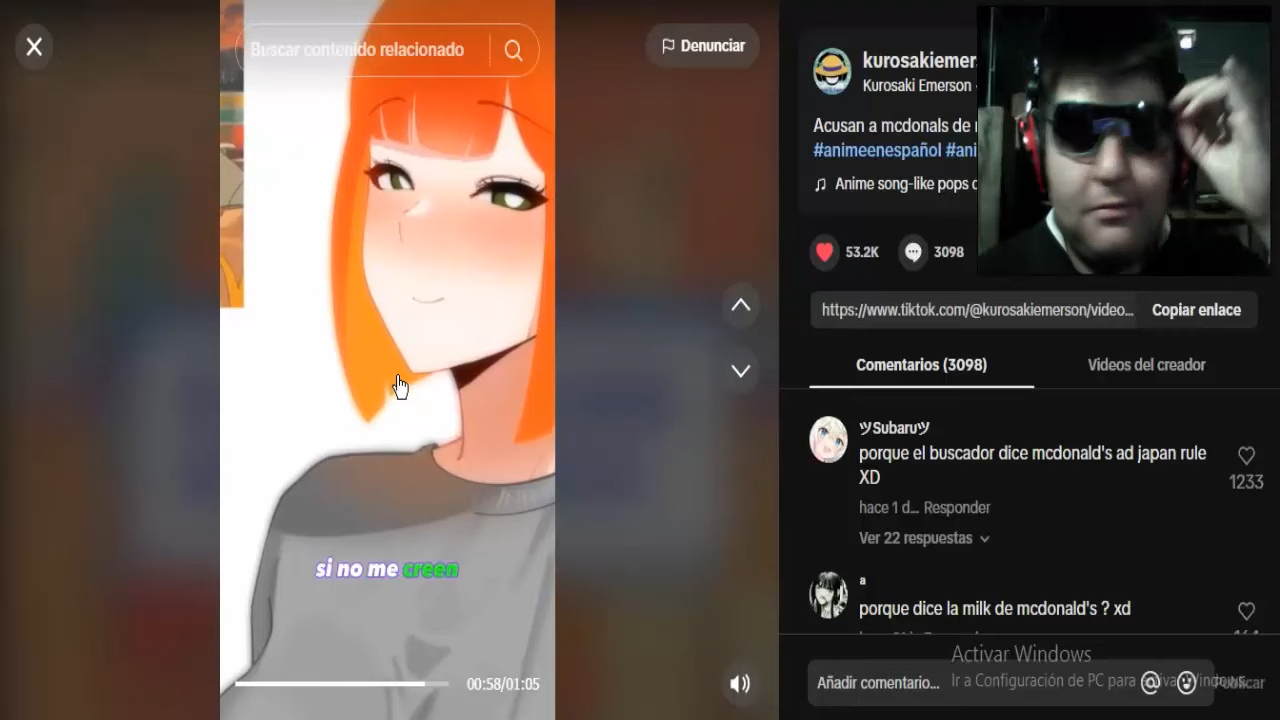 Buscar contenido relacionado
Denunciar
si no me creen
00:58/01:05
kurosakiemer
Kurosaki Emerson
Acusan a mcdonals de
#animeenespañol #ani
Anime song-like pops
53.2K
3098
https://www.tiktok.com/@kurosakiemerson/video...
Copiar enlace
Comentarios (3098)
Videos del creador
ツSubaruツ
porque el buscador dice mcdonald's ad japan rule
XD
1233
hace 1 d... Responder
Ver 22 respuestas
a
porque dice la milk de mcdonald's ? xd
Activar Windows
Ir a Configuración de PC para activar Windows.
Añadir comentario...
Publicar